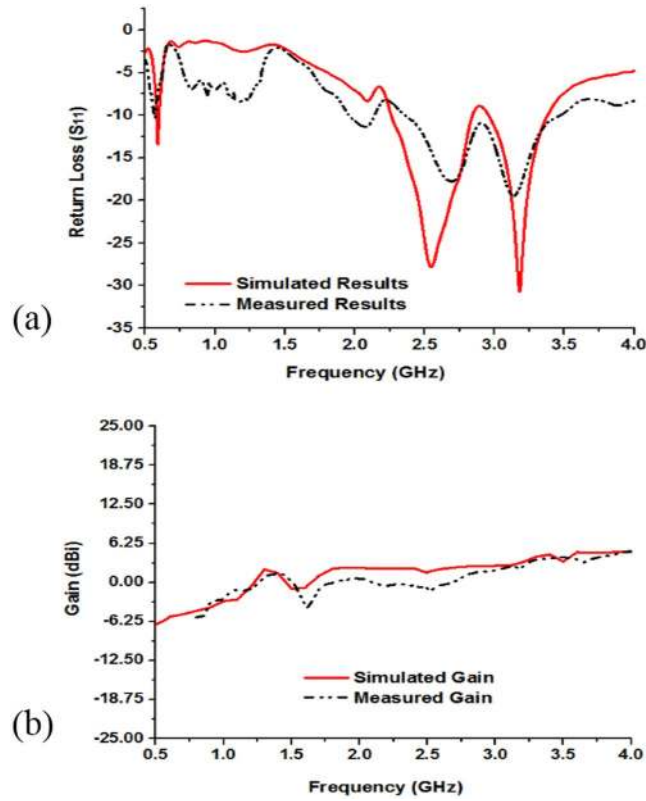 0
-5
-10
-15
-20
-25
-30
-35
Return Loss (S11)
Simulated Results
Measured Results
(a)
0.5 1.0 1.5 2.0 2.5 3.0 3.5 4.0
Frequency (GHz)
25.00
18.75
12.50
6.25
0.00
-6.25
-12.50
-18.75
-25.00
Gain (dBi)
Simulated Gain
Measured Gain
(b)
0.5 1.0 1.5 2.0 2.5 3.0 3.5 4.0
Frequency (GHz)